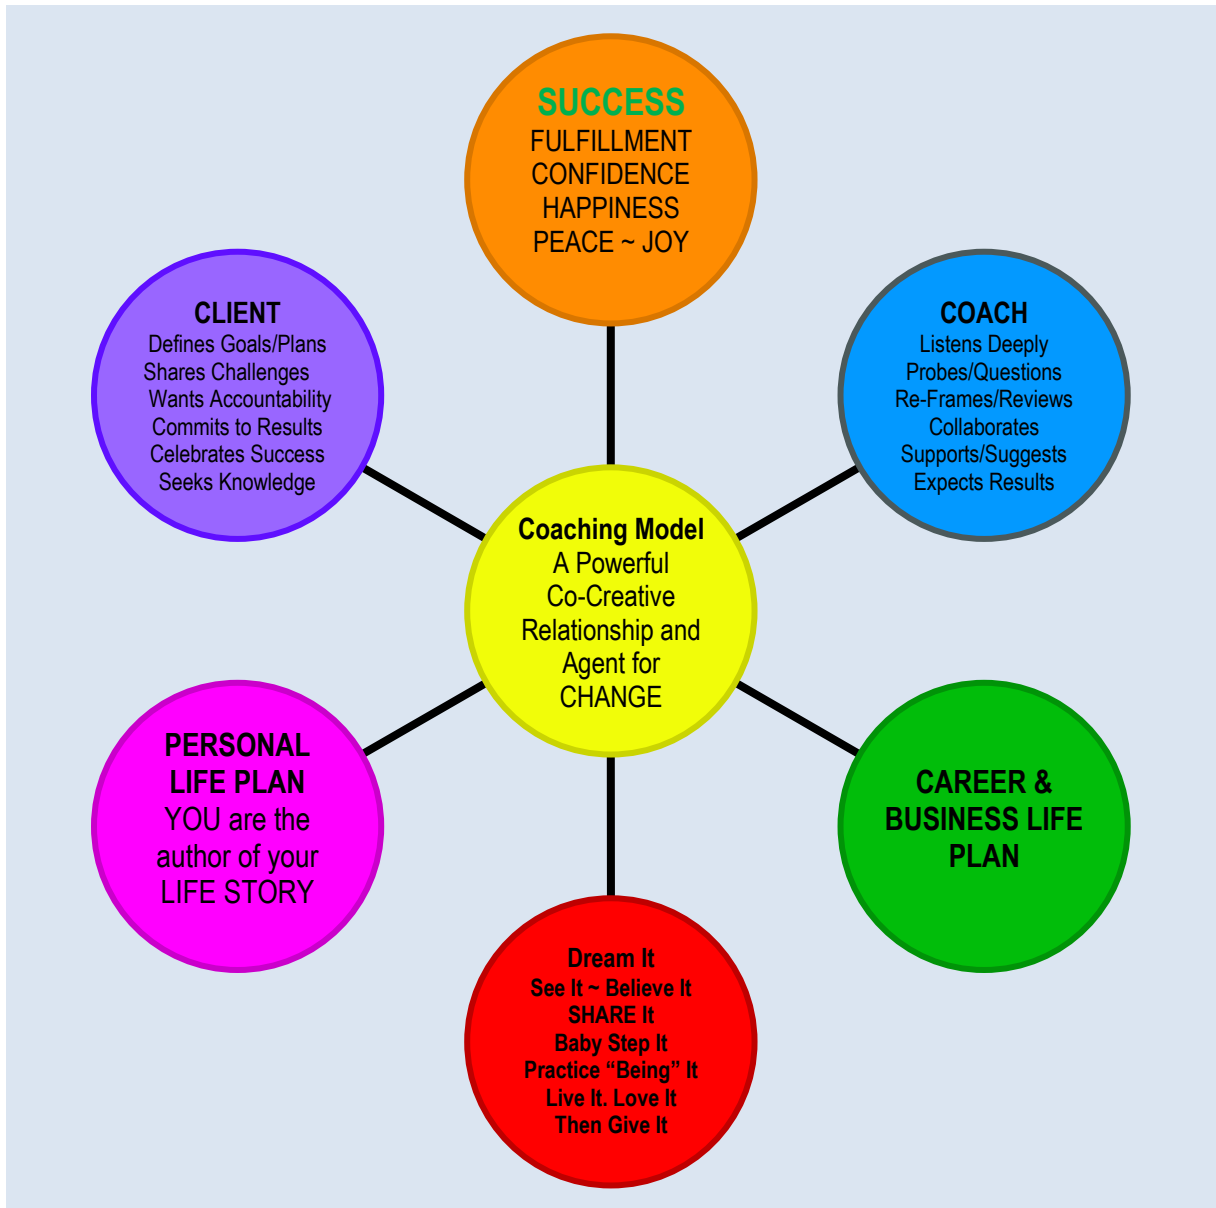 SUCCESS
FULFILLMENT
CONFIDENCE
HAPPINESS
PEACE ~ JOY
CLIENT
Defines Goals/Plans
Shares Challenges
Wants Accountability
Commits to Results
Celebrates Success
Seeks Knowledge
COACH
Listens Deeply
Probes/Questions
Re-Frames/Reviews
Collaborates
Supports/Suggests
Expects Results
Coaching Model
A Powerful
Co-Creative
Relationship and
Agent for
CHANGE
PERSONAL
LIFE PLAN
YOU are the
author of your
LIFE STORY
CAREER &
BUSINESS LIFE
PLAN
Dream It
See It ~ Believe It
SHARE It
Baby Step It
Practice “Being” It
Live It. Love It
Then Give It